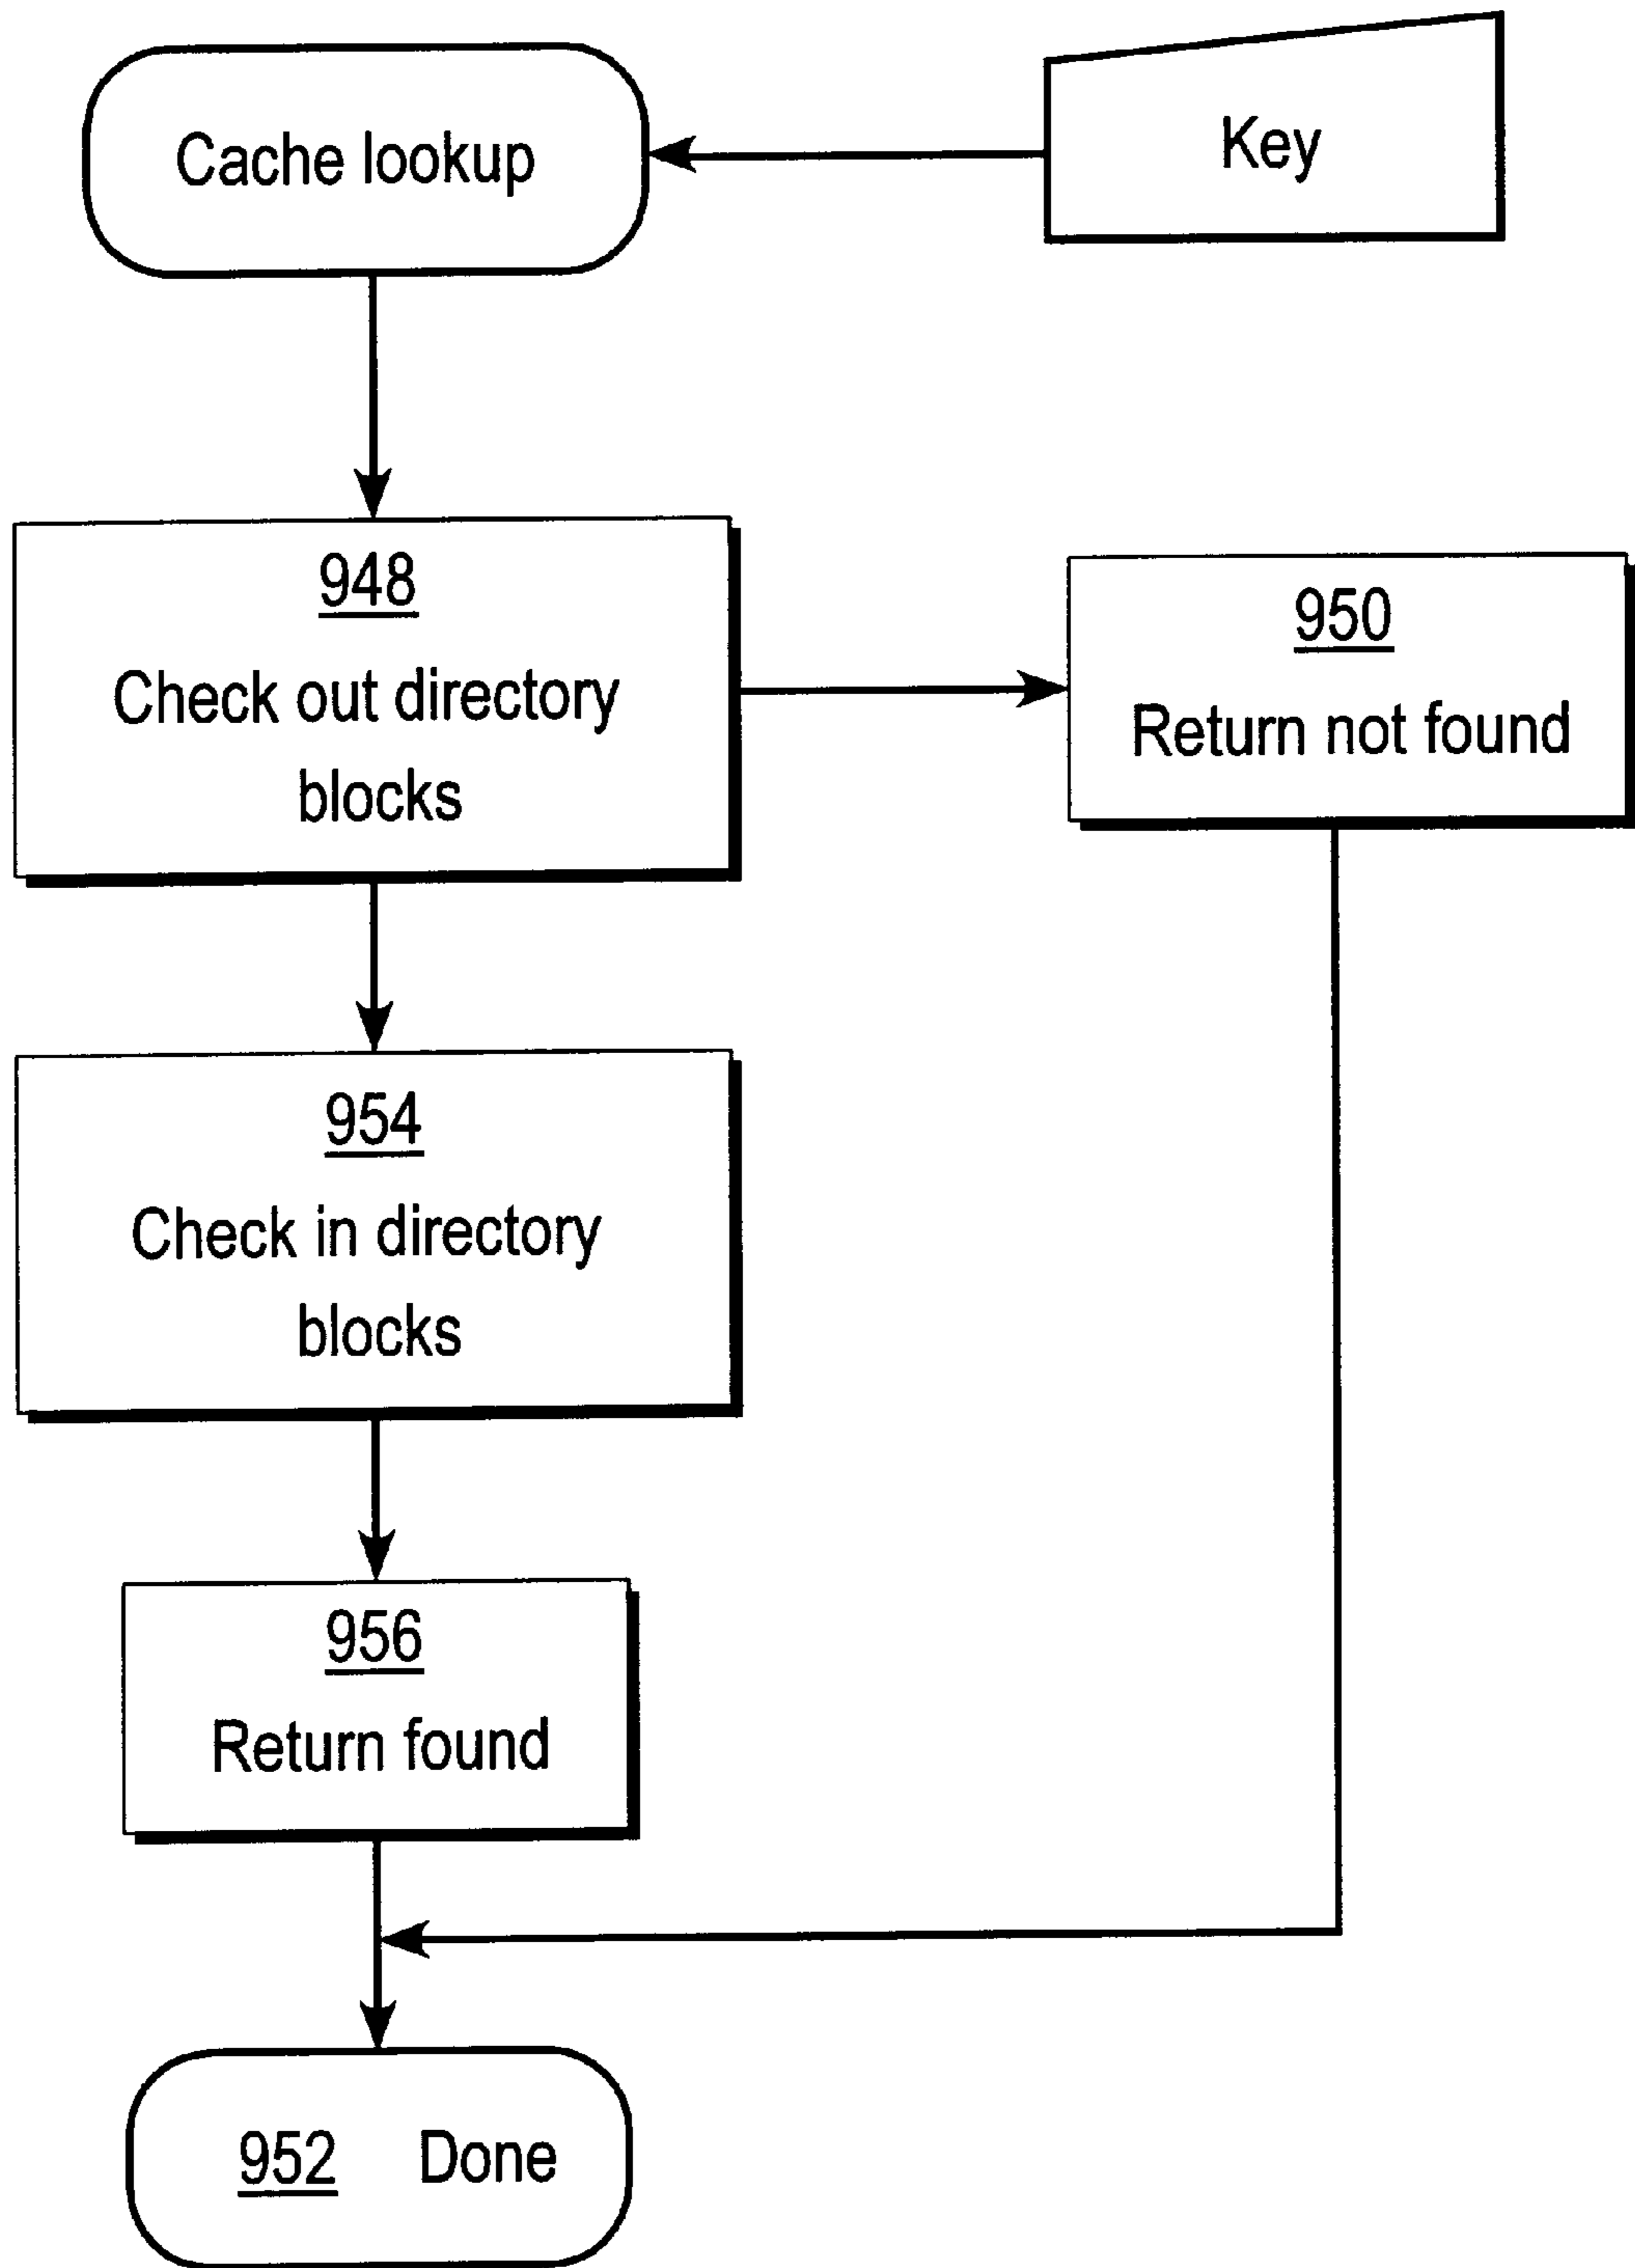 Cache lookup
Key
948
Check out directory
blocks
950
Return not found
954
Check in directory
blocks
956
Return found
952 Done